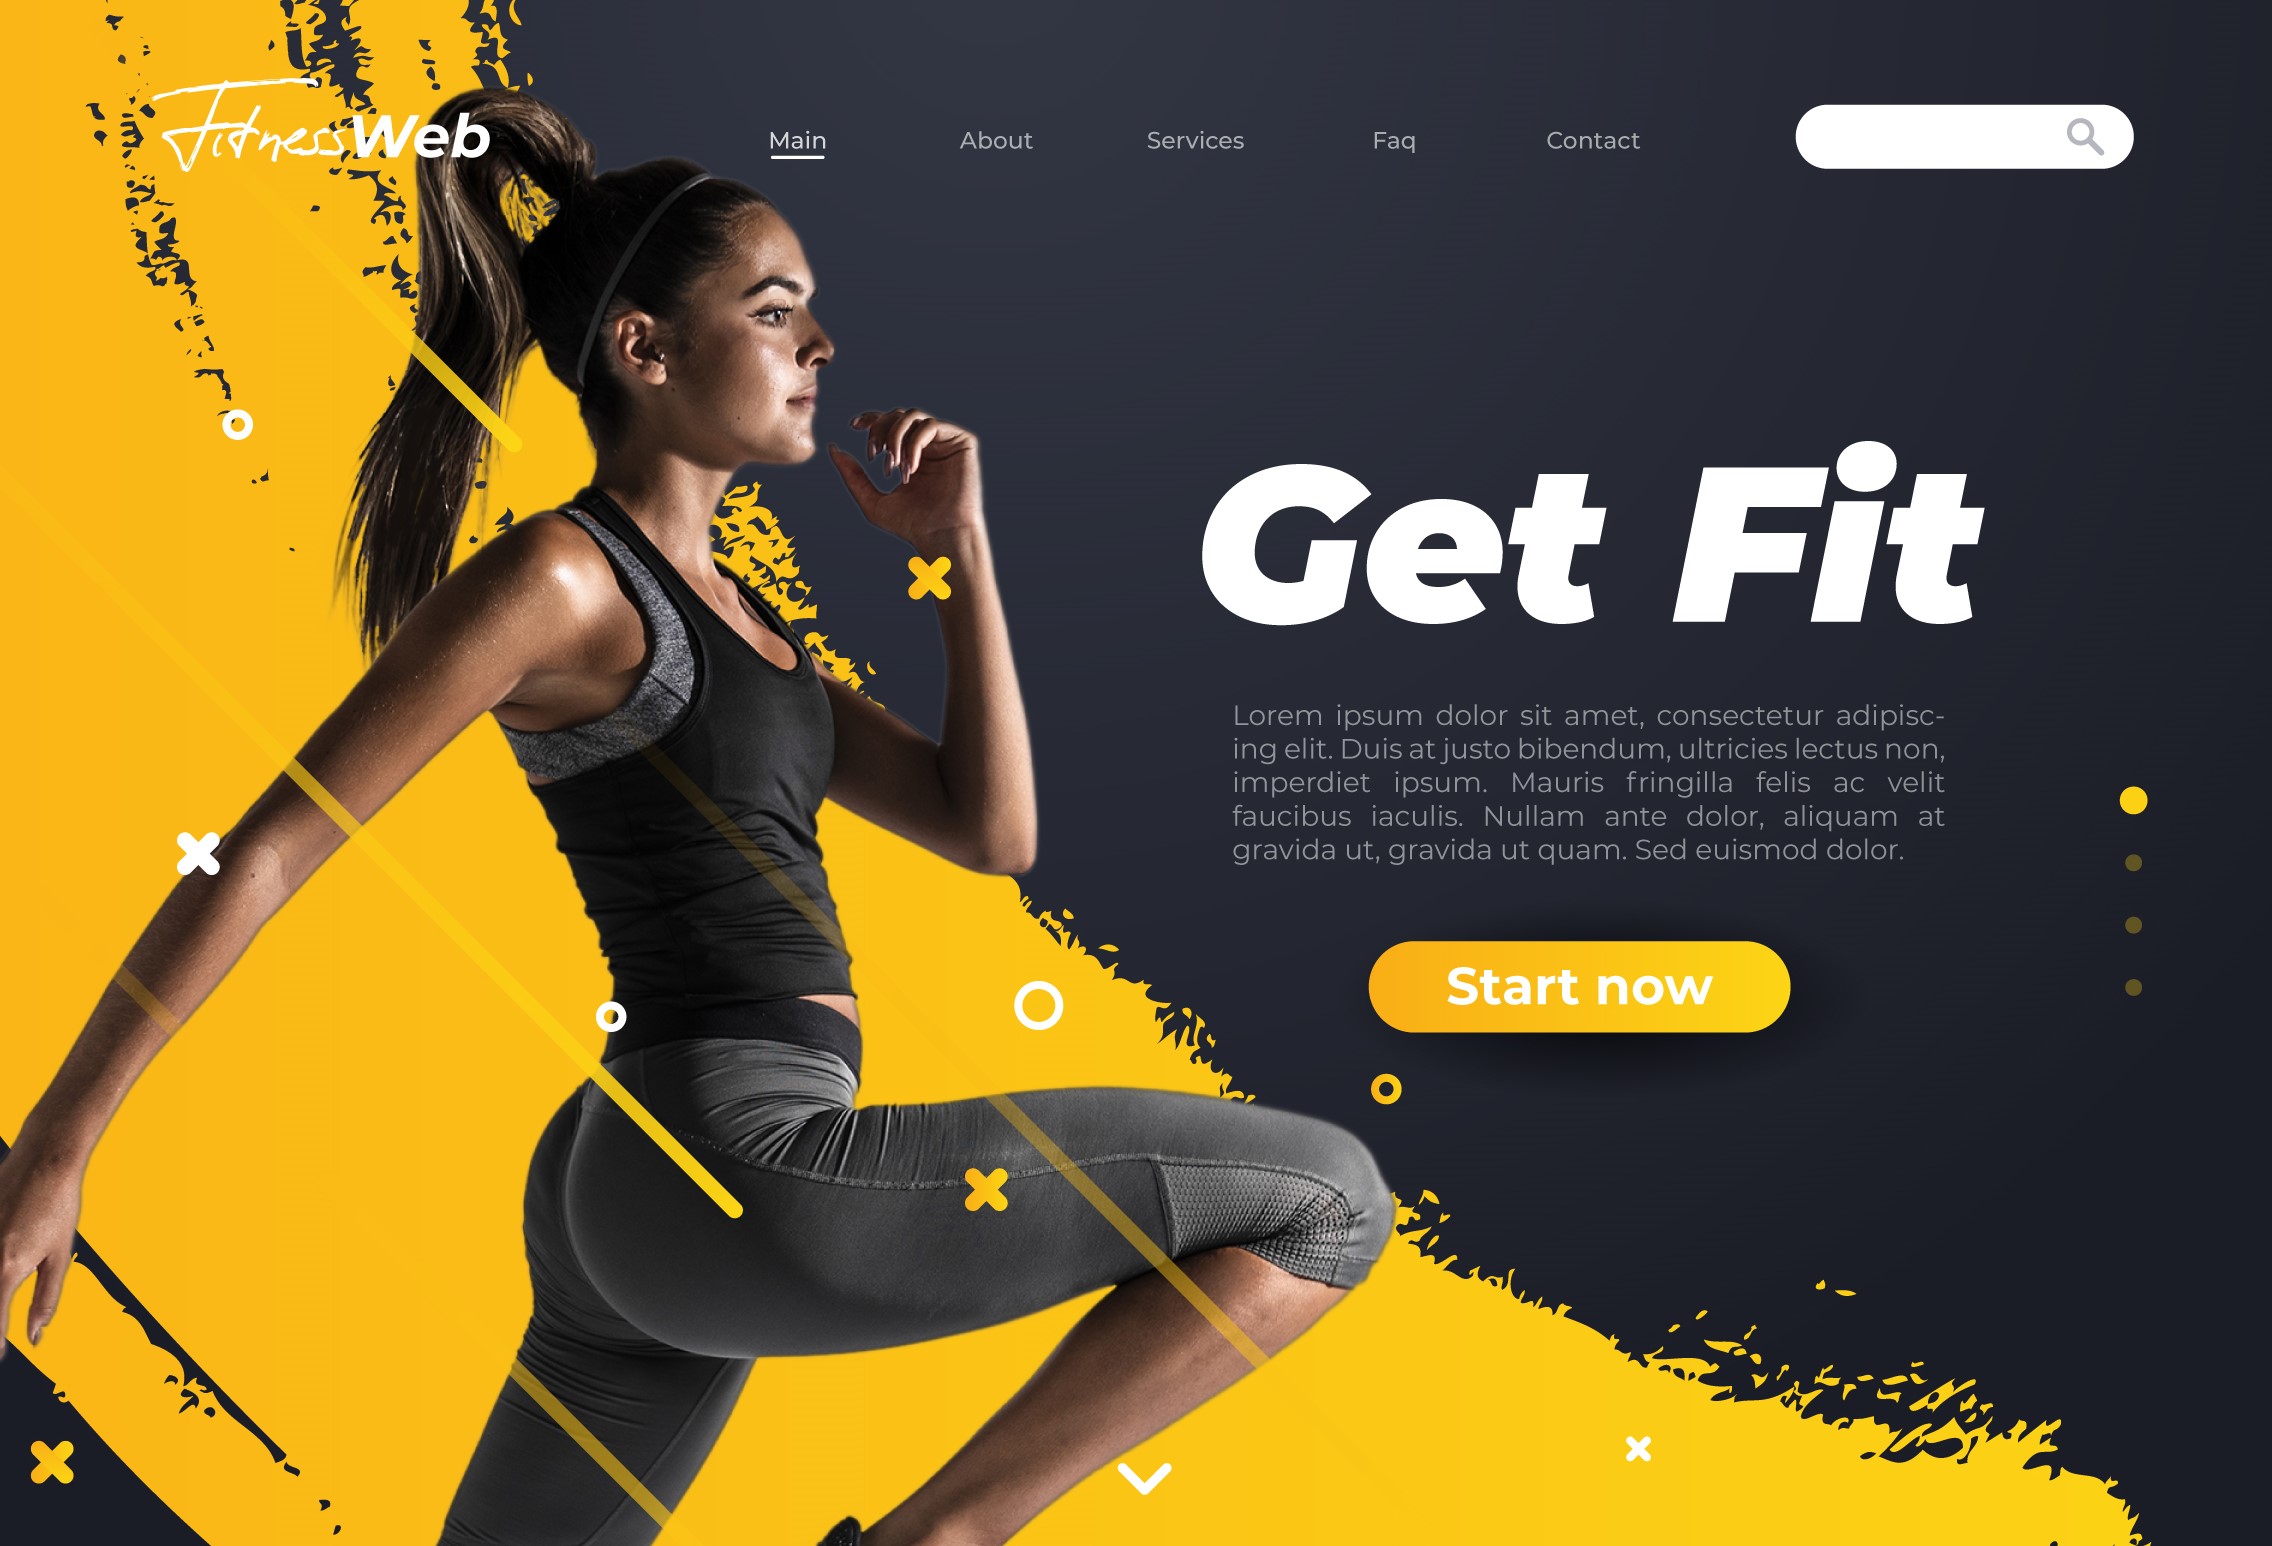 FitnessWeb
Main About Services Faq Contact
Get Fit
Lorem ipsum dolor sit amet, consectetur adipisc-
ing elit. Duis at justo bibendum, ultricies lectus non,
imperdiet ipsum. Mauris fringilla felis ac velit
faucibus iaculis. Nullam ante dolor, aliquam at
gravida ut, gravida ut quam. Sed euismod dolor.
Start now